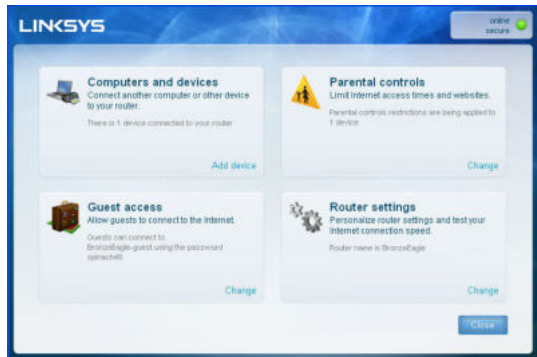 LINKSYS
online
secure
Computers and devices
Connect another computer or other device
to your router.
There is 1 device connected to your router
Add device
Parental controls
Limit Internet access times and websites.
Parental controls restrictions are being applied to
1 device
Change
Guest access
Allow guests to connect to the Internet.
Guests can connect to
BronzeEagle-guest using the password
Change
Router settings
Personalize router settings and test your
Internet connection speed.
Router name is BronzeEagle
Change
Close